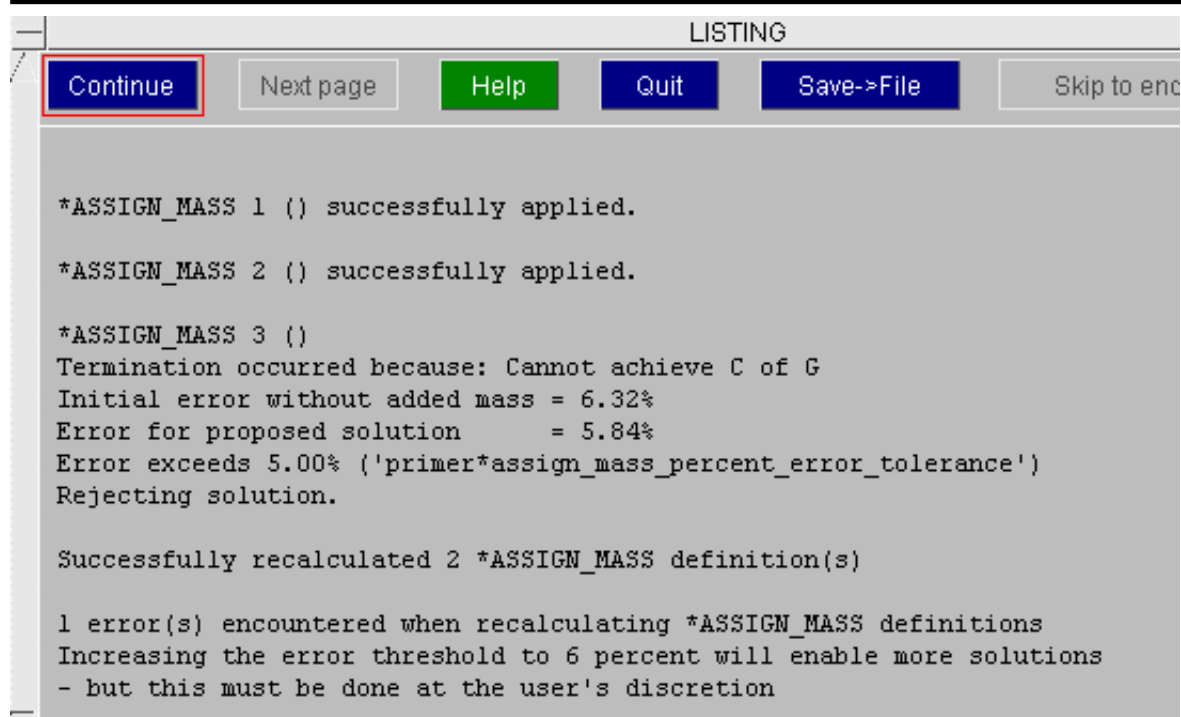 LISTING
Continue Next page Help Quit Save->File Skip to end
*ASSIGN_MASS 1 () successfully applied.
*ASSIGN_MASS 2 () successfully applied.
*ASSIGN_MASS 3 ()
Termination occurred because: Cannot achieve C of G
Initial error without added mass = 6.32%
Error for proposed solution      = 5.84%
Error exceeds 5.00% ('primer*assign_mass_percent_error_tolerance')
Rejecting solution.
Successfully recalculated 2 *ASSIGN_MASS definition(s)
1 error(s) encountered when recalculating *ASSIGN_MASS definitions
Increasing the error threshold to 6 percent will enable more solutions
- but this must be done at the user's discretion